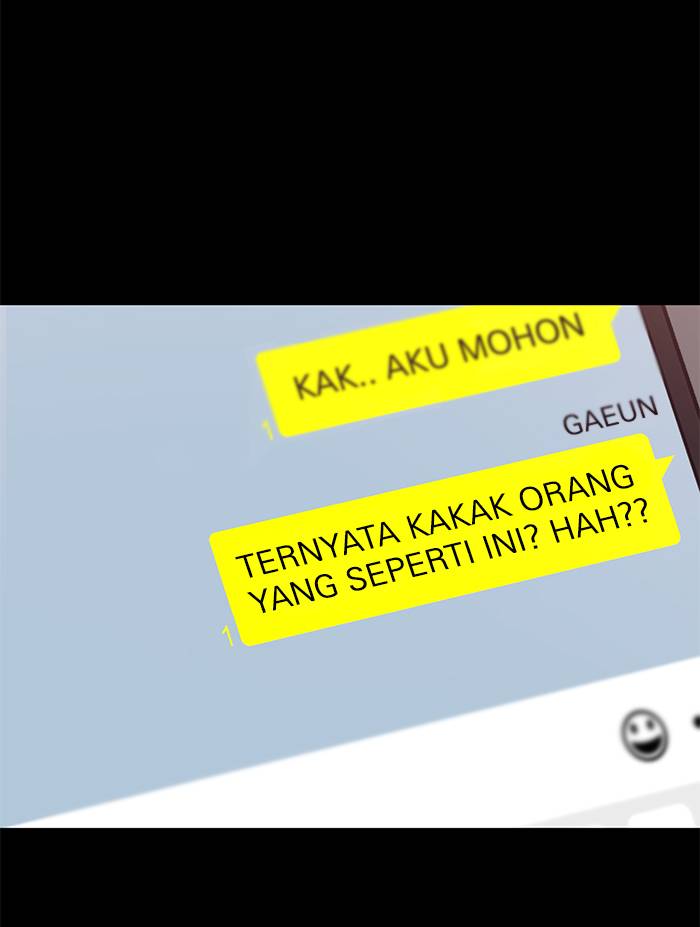 KAK.. AKU MOHON
1
GAEUN
TERNYATA KAKAK ORANG
YANG SEPERTI INI? HAH??
1